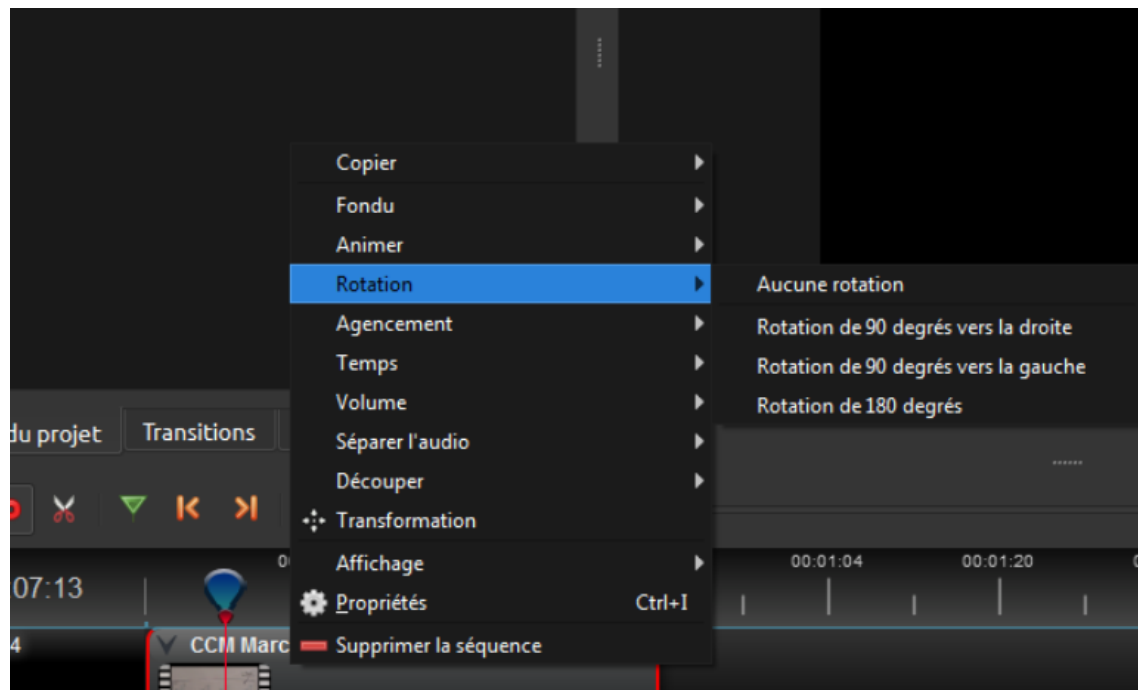 Copier
Fondu
Animer
Rotation
Aucune rotation
Agencement
Rotation de 90 degrés vers la droite
Temps
Rotation de 90 degrés vers la gauche
Volume
Rotation de 180 degrés
du projet
Transitions
Séparer l'audio
Découper
Transformation
Affichage
00:01:04
00:01:20
07:13
Propriétés Ctrl+I
4
CCM Marc
Supprimer la séquence